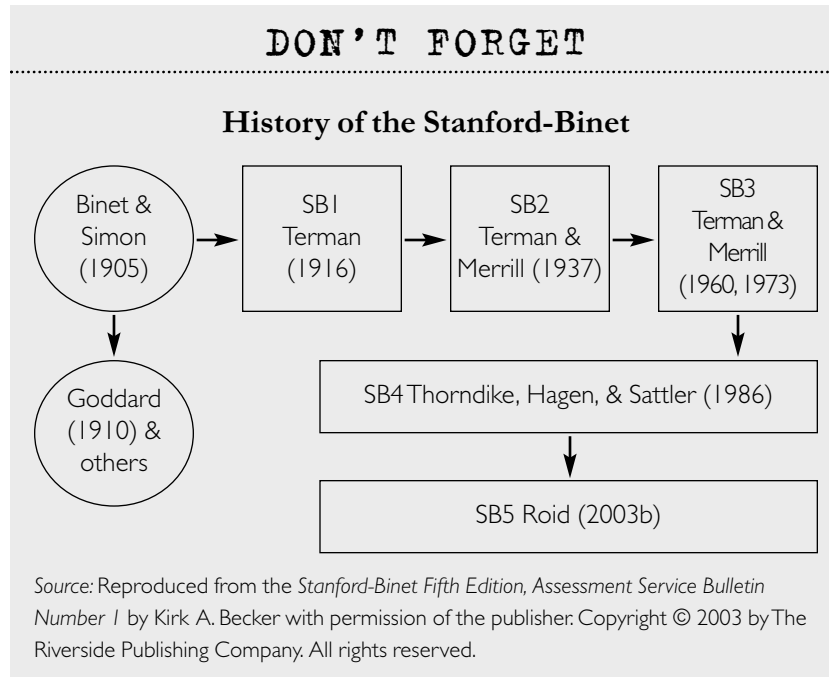 DON'T FORGET
History of the Stanford-Binet
Binet &
Simon
(1905)
SB1
Terman
(1916)
SB2
Terman &
Merrill (1937)
SB3
Terman &
Merrill
(1960, 1973)
Goddard
(1910) &
others
SB4 Thorndike, Hagen, & Sattler (1986)
SB5 Roid (2003b)
Source: Reproduced from the Stanford-Binet Fifth Edition, Assessment Service Bulletin
Number 1 by Kirk A. Becker with permission of the publisher. Copyright © 2003 by The
Riverside Publishing Company. All rights reserved.